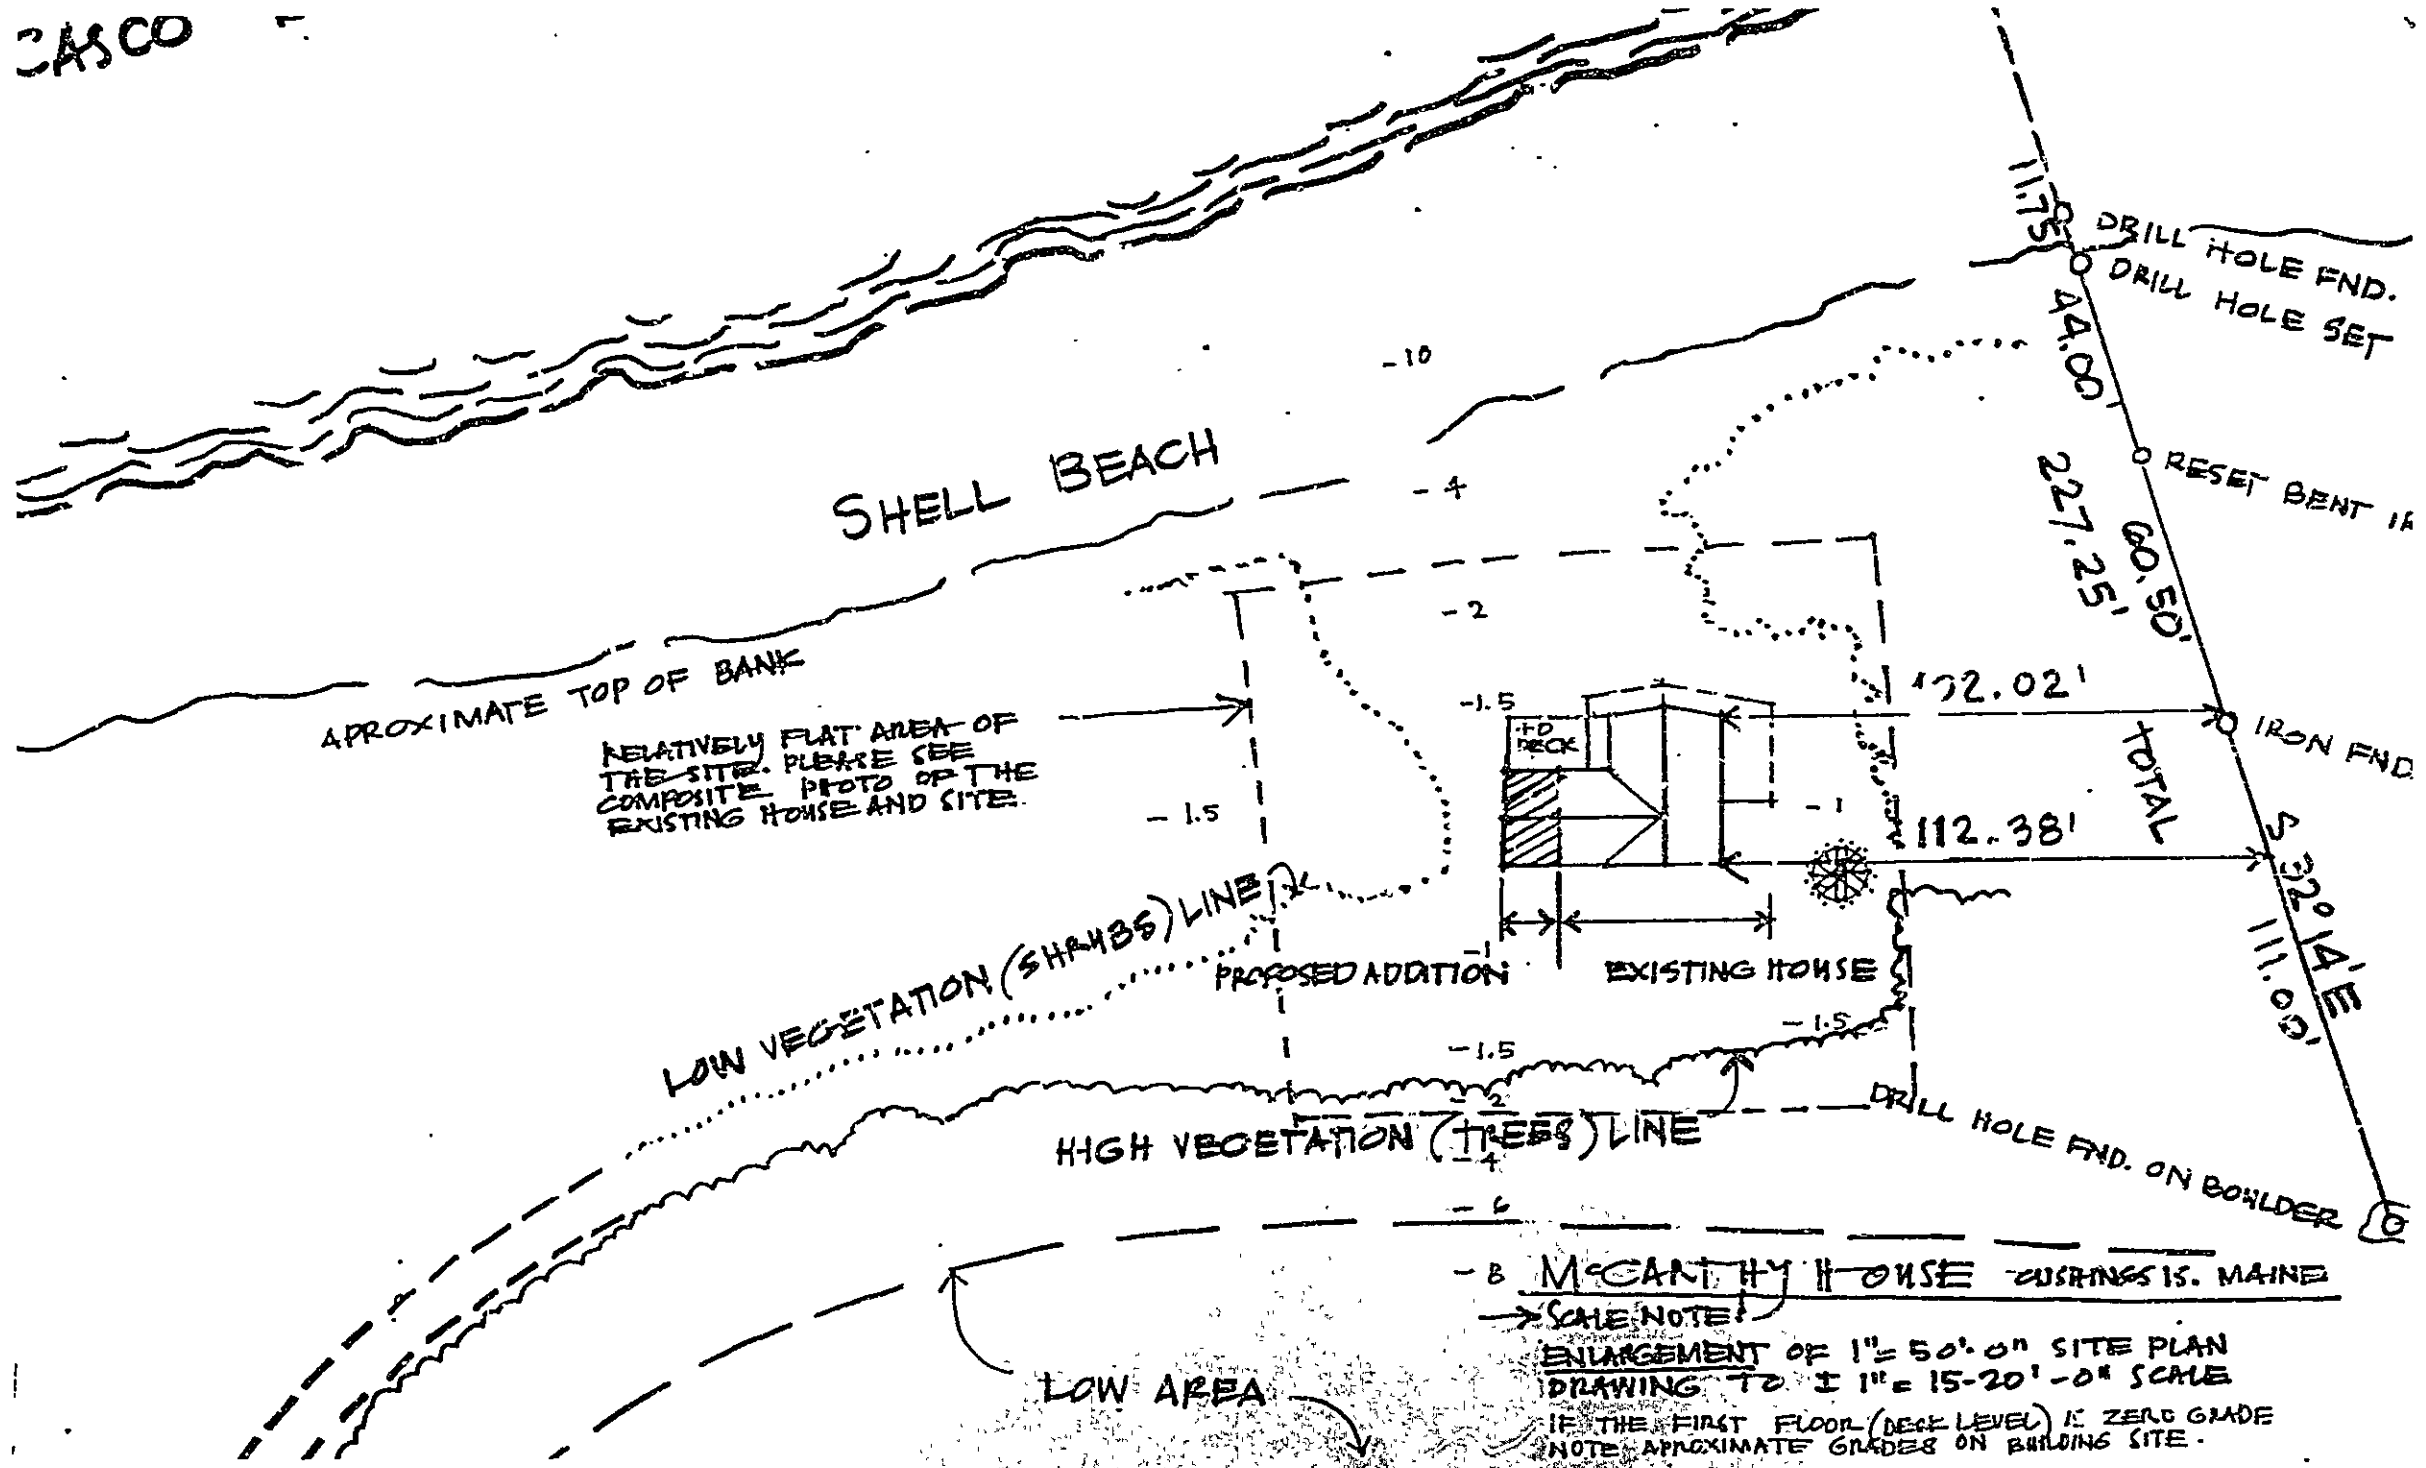 CASCO
11.75
DRILL HOLE FND.
DRILL HOLE SET
44.00'
-10
SHELL BEACH
RESET BENT
-4
227.25'
60.50'
-2
APROXIMATE TOP OF BANK
-1.5
TO
DECK
32.02'
IRON FND.
TOTAL
RELATIVELY FLAT AREA OF
THE SITE. PLEASE SEE
COMPOSITE PHOTO OF THE
EXISTING HOUSE AND SITE.
-1.5
-1
112.38'
S 32° 14' E
111.00'
LOW VEGETATION (SHRUBS) LINE
-1
PROPOSED ADDITION
EXISTING HOUSE
-1.5
-1.5
-2
HIGH VEGETATION (TREES) LINE
-4
DRILL HOLE FND. ON BOULDER
-6
-8
McCARTHY HOUSE CUSHINGS IS. MAINE
SCALE NOTE:
ENLARGEMENT OF 1"= 50'-0" SITE PLAN
DRAWING TO ± 1"= 15-20'-0" SCALE
LOW AREA
IF THE FIRST FLOOR (DECK LEVEL) IS ZERO GRADE
NOTE APROXIMATE GRADES ON BUILDING SITE.